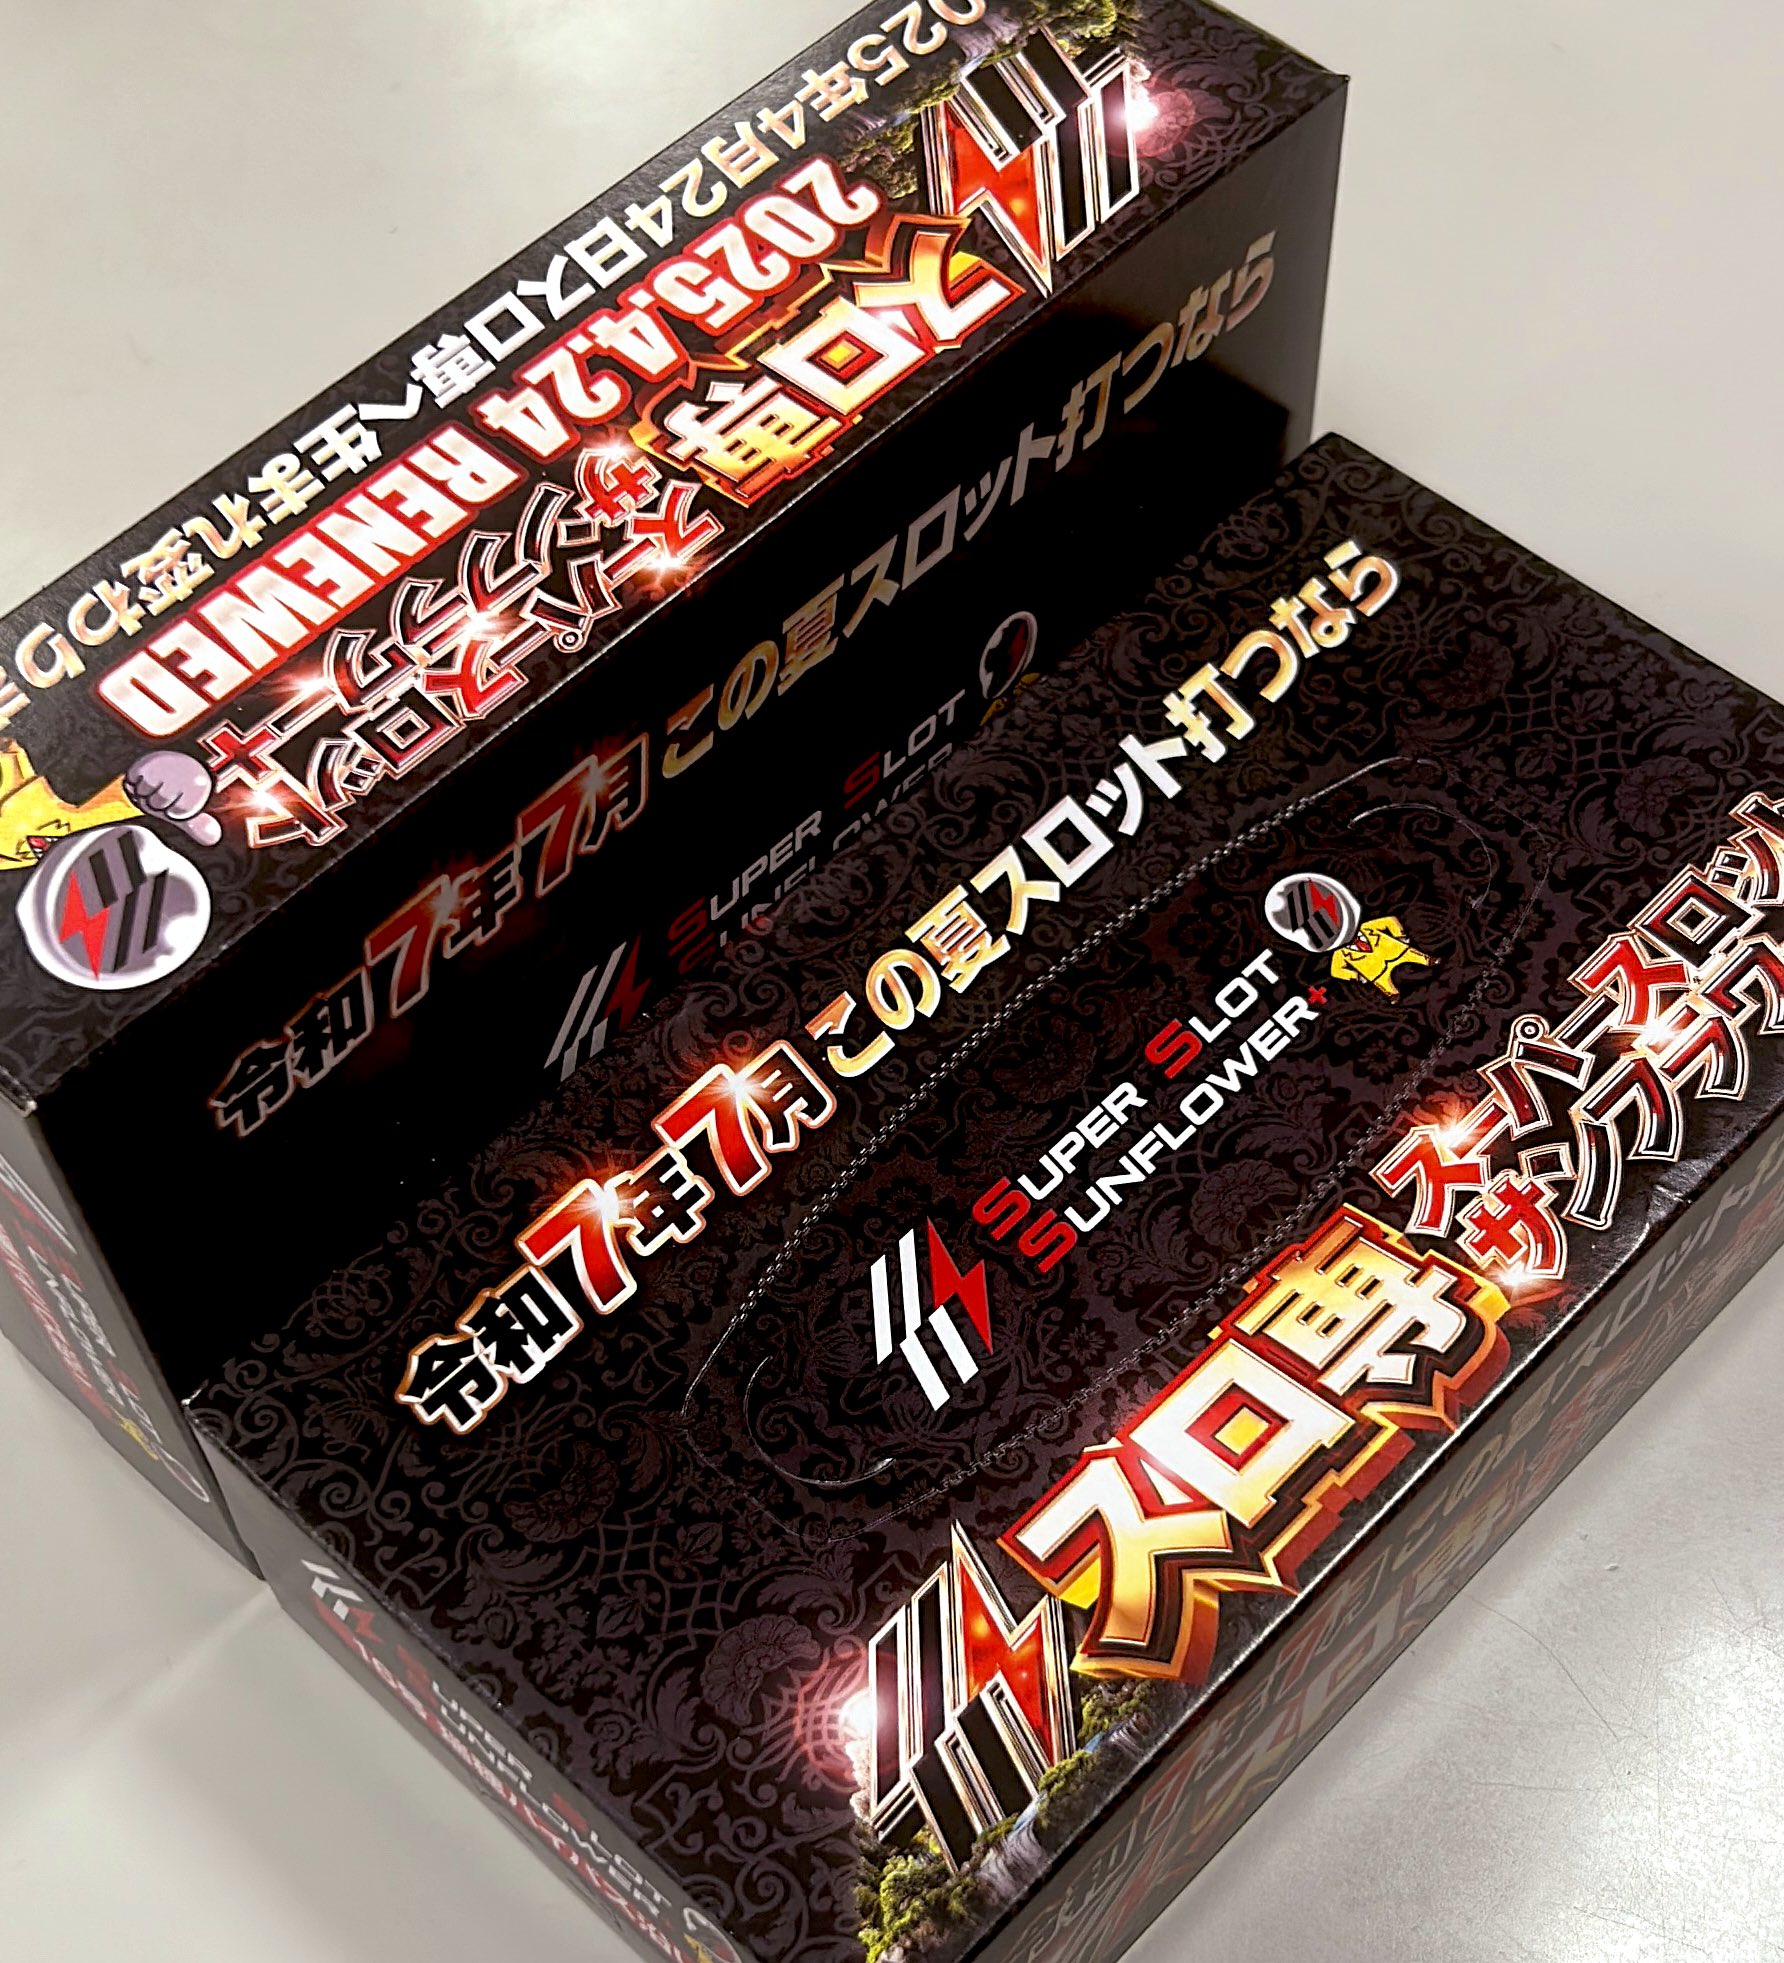 2025年4月24日スロ専へ生まれ変わり
2025.4.24 RENEWED
スロ専
スーパースロット
サンフラワー+
令和7年7月 この夏スロット打つなら
SUPER SLOT
令和7年7月 この夏スロット打つなら
SUPER SLOT
SUNFLOWER+
スロ専
スーパースロット
サンフラワ
SUPER SLOT
SUNFLOWER